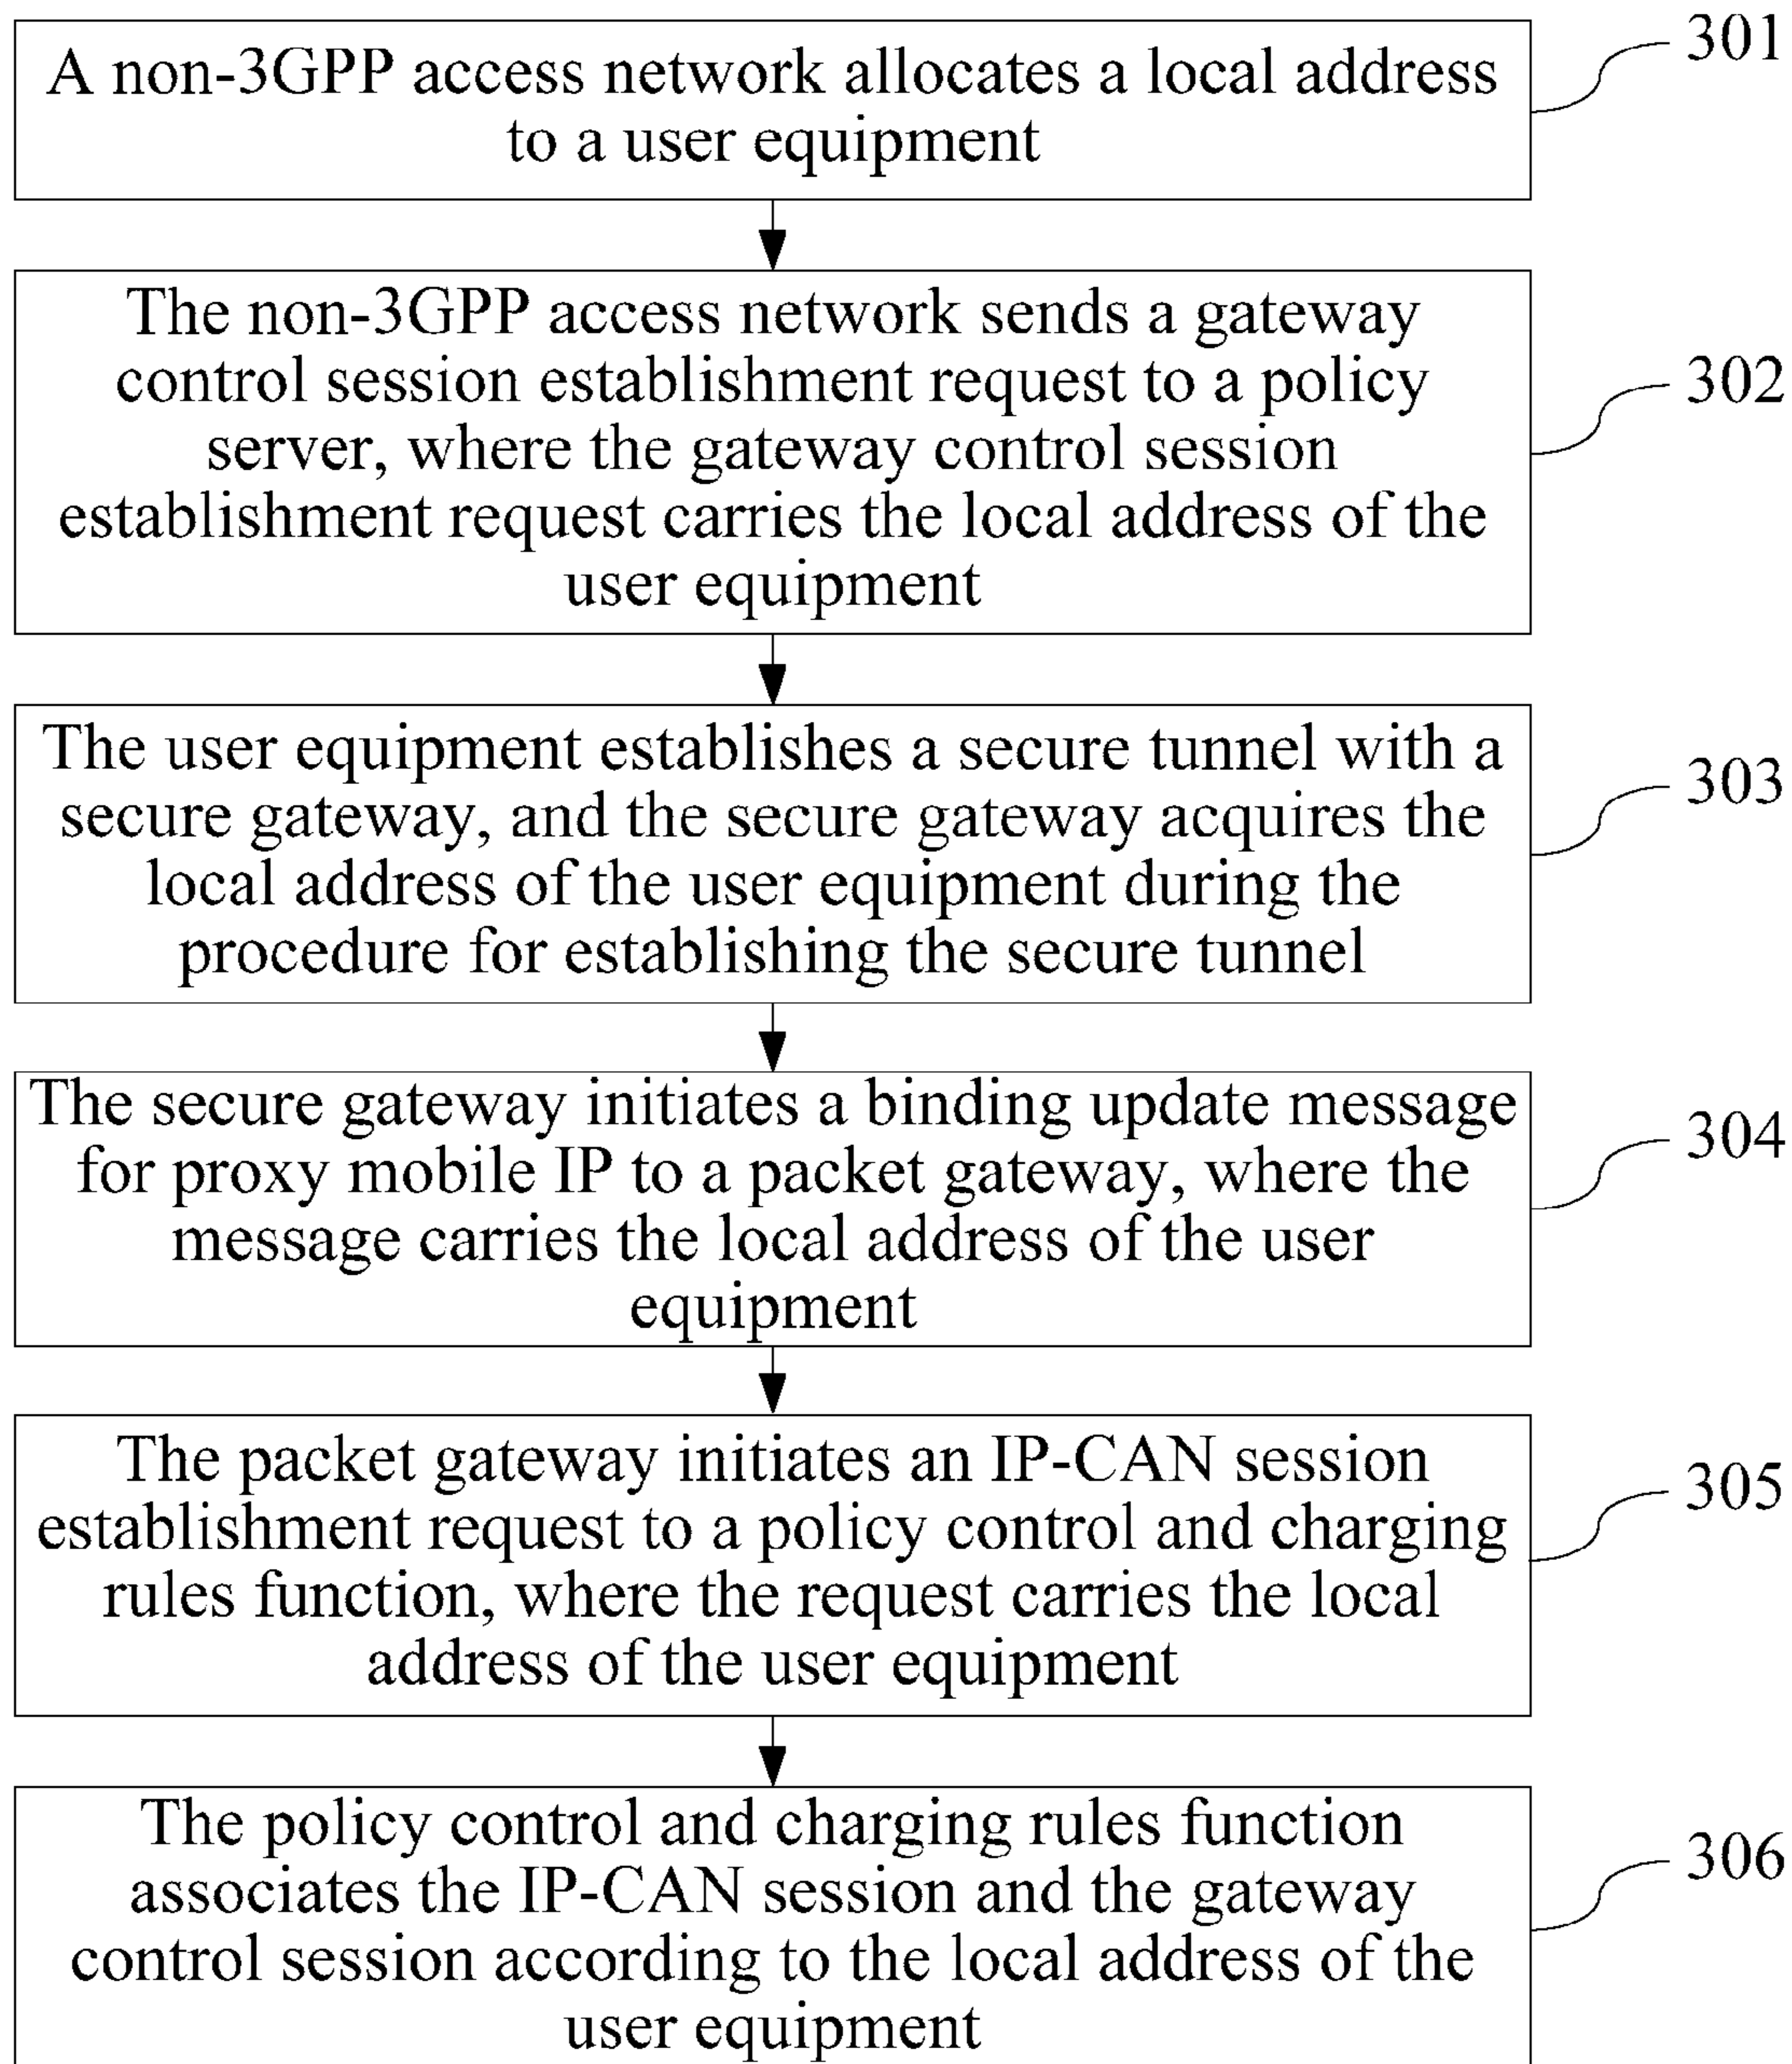 A non-3GPP access network allocates a local address
to a user equipment
301
The non-3GPP access network sends a gateway
control session establishment request to a policy
server, where the gateway control session
establishment request carries the local address of the
user equipment
302
The user equipment establishes a secure tunnel with a
secure gateway, and the secure gateway acquires the
local address of the user equipment during the
procedure for establishing the secure tunnel
303
The secure gateway initiates a binding update message
for proxy mobile IP to a packet gateway, where the
message carries the local address of the user
equipment
304
The packet gateway initiates an IP-CAN session
establishment request to a policy control and charging
rules function, where the request carries the local
address of the user equipment
305
The policy control and charging rules function
associates the IP-CAN session and the gateway
control session according to the local address of the
user equipment
306